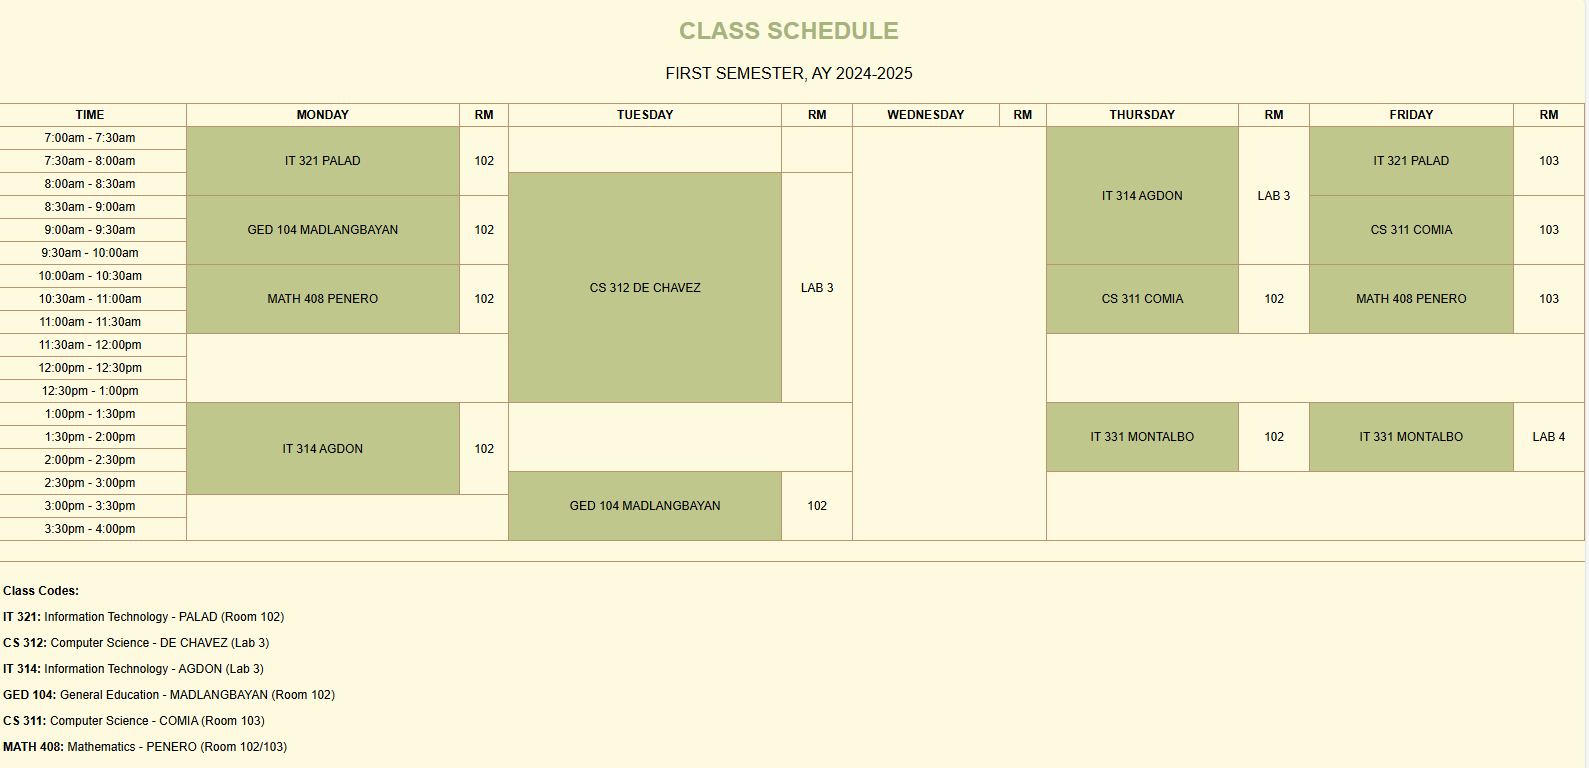 CLASS SCHEDULE
FIRST SEMESTER, AY 2024-2025
TIME MONDAY RM TUESDAY RM WEDNESDAY RM THURSDAY RM FRIDAY RM
7:00am - 7:30am
7:30am - 8:00am IT 321 PALAD 102 IT 321 PALAD 103
8:00am - 8:30am
IT 314 AGDON LAB 3
8:30am - 9:00am
9:00am - 9:30am GED 104 MADLANGBAYAN 102 CS 311 COMIA 103
9:30am - 10:00am
10:00am - 10:30am
CS 312 DE CHAVEZ LAB 3
10:30am - 11:00am MATH 408 PENERO 102 CS 311 COMIA 102 MATH 408 PENERO 103
11:00am - 11:30am
11:30am - 12:00pm
12:00pm - 12:30pm
12:30pm - 1:00pm
1:00pm - 1:30pm
1:30pm - 2:00pm IT 331 MONTALBO 102 IT 331 MONTALBO LAB 4
IT 314 AGDON 102
2:00pm - 2:30pm
2:30pm - 3:00pm
3:00pm - 3:30pm GED 104 MADLANGBAYAN 102
3:30pm - 4:00pm
Class Codes:
IT 321: Information Technology - PALAD (Room 102)
CS 312: Computer Science - DE CHAVEZ (Lab 3)
IT 314: Information Technology - AGDON (Lab 3)
GED 104: General Education - MADLANGBAYAN (Room 102)
CS 311: Computer Science - COMIA (Room 103)
MATH 408: Mathematics - PENERO (Room 102/103)